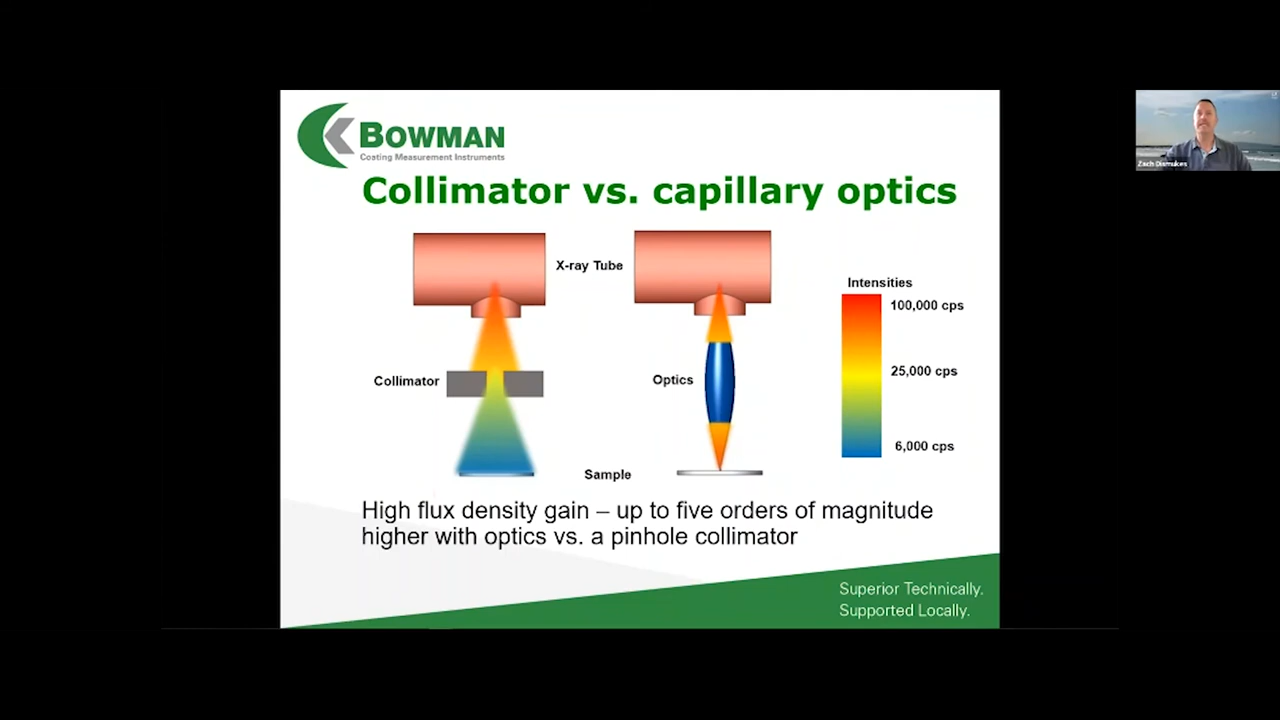 BOWMAN
Coating Measurement Instruments
Collimator vs. capillary optics
X-ray Tube
Intensities
100,000 cps
25,000 cps
6,000 cps
Collimator
Optics
Sample
High flux density gain – up to five orders of magnitude
higher with optics vs. a pinhole collimator
Superior Technically.
Supported Locally.
Zach Dismukes